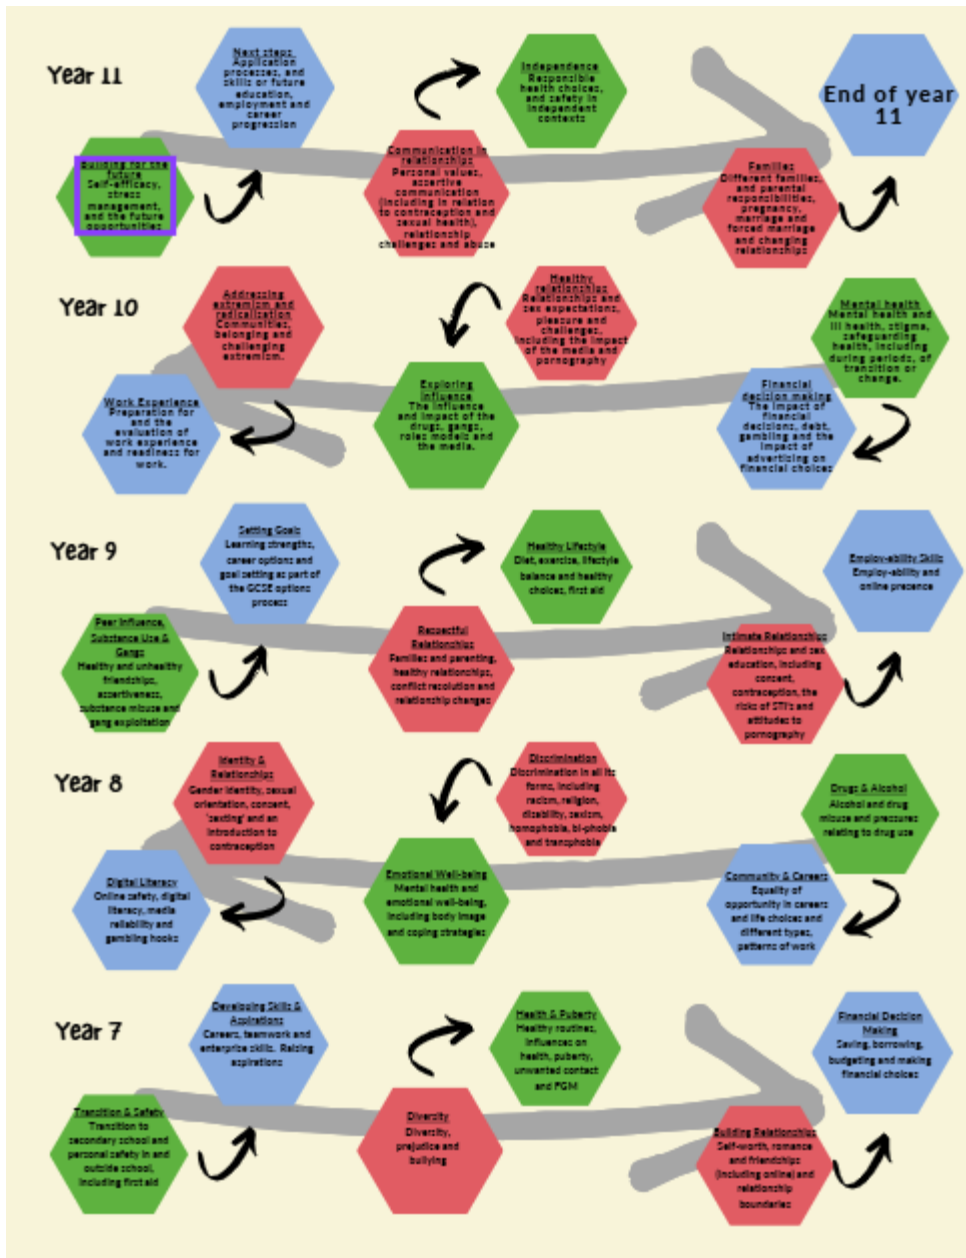 Year 11
Building for the
future
Self-efficacy,
stress
management,
and the future
opportunities
Next steps
Application
processes, and
skills or future
education,
employment and
career
progression
Communication in
relationships
Personal values,
assertive
communication
(including in relation
to contraception and
sexual health),
relationship
challenges and abuse
Independence
Responsible
health choices,
and safety in
independent
contexts
Families
Different families,
and parental
responsibilities,
pregnancy,
marriage and
forced marriage
and changing
relationships
End of year
11
Year 10
Mental health
Mental health and
ill health, stigma,
safeguarding
health, including
during periods, of
transition or
change.
Financial
decision making
The impact of
financial
decisions, debt,
gambling and the
impact of
advertising on
financial choices
Healthy
relationships
Relationships and
sex expectations,
pleasure and
challenges,
including the impact
of the media and
pornography
Exploring
influence
The influence
and impact of the
drugs, gangs,
roles models and
the media.
Addressing
extremism and
radicalisation
Communities,
belonging and
challenging
extremism.
Work Experience
Preparation for
and the
evaluation of
work experience
and readiness for
work.
Year 9
Peer Influence,
Substance Use &
Gangs
Healthy and unhealthy
friendships,
assertiveness,
substance misuse and
gang exploitation
Setting Goals
Learning strengths,
career options and
goal setting as part of
the GCSE options
process
Respectful
Relationships
Families and parenting,
healthy relationships,
conflict resolution and
relationship changes
Healthy Lifestyle
Diet, exercise, lifestyle
balance and healthy
choices, first aid
Intimate Relationships
Relationships and sex
education, including
consent,
contraception, the
risks of STI's and
attitudes to
pornography
Employ-ability Skills
Employ-ability and
online presence
Year 8
Drugs & Alcohol
Alcohol and drug
misuse and pressures
relating to drug use
Community & Careers
Equality of
opportunity in careers
and life choices and
different types,
patterns of work
Discrimination
Discrimination in all its
forms, including
racism, religion,
disability, sexism,
homophobia, bi-phobia
and transphobia
Emotional Well-being
Mental health and
emotional well-being,
including body image
and coping strategies
Identity &
Relationships
Gender identity, sexual
orientation, consent,
'sexting' and an
introduction to
contraception
Digital Literacy
Online safety, digital
literacy, media
reliability and
gambling hooks
Year 7
Transition & Safety
Transition to
secondary school and
personal safety in and
outside school,
including first aid
Developing Skills &
Aspirations
Careers, teamwork and
enterprise skills. Raising
aspirations
Diversity
Diversity,
prejudice and
bullying
Health & Puberty
Healthy routines,
influences on
health, puberty,
unwanted contact
and FGM
Building Relationships
Self-worth, romance
and friendships
(including online) and
relationship
boundaries
Financial Decision
Making
Saving, borrowing,
budgeting and making
financial choices